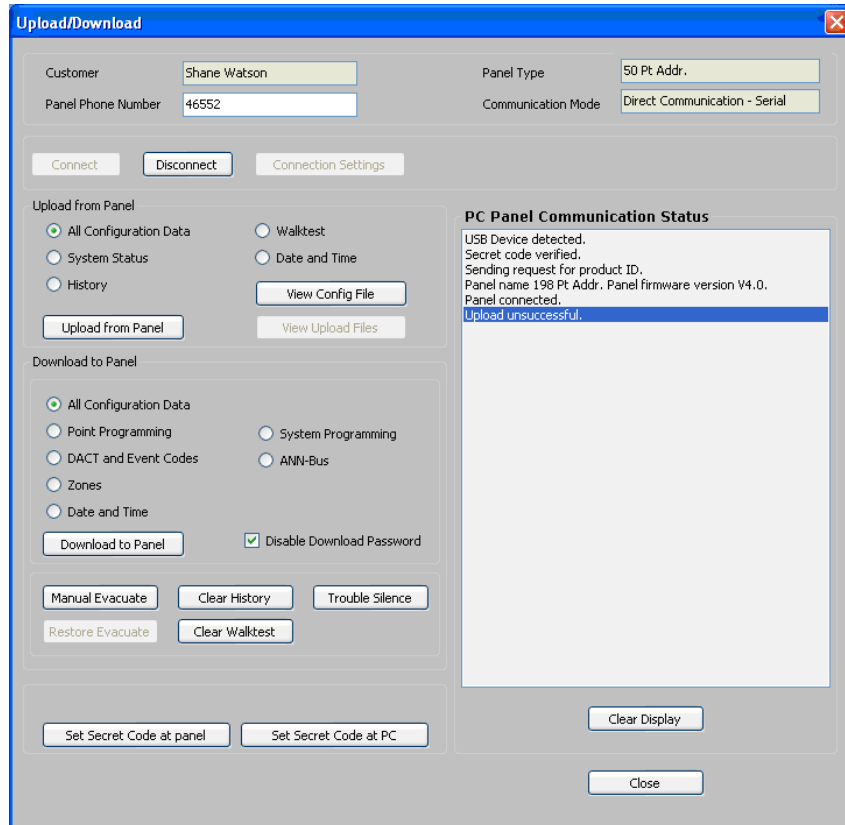 Upload/Download
Customer
Shane Watson
Panel Type
50 Pt Addr.
Panel Phone Number
46552
Communication Mode
Direct Communication - Serial
Connect
Disconnect
Connection Settings
Upload from Panel
All Configuration Data
Walktest
System Status
Date and Time
History
View Config File
Upload from Panel
View Upload Files
Download to Panel
All Configuration Data
Point Programming
System Programming
DACT and Event Codes
ANN-Bus
Zones
Date and Time
Download to Panel
Disable Download Password
Manual Evacuate
Clear History
Trouble Silence
Restore Evacuate
Clear Walktest
Set Secret Code at panel
Set Secret Code at PC
PC Panel Communication Status
USB Device detected.
Secret code verified.
Sending request for product ID.
Panel name 198 Pt Addr. Panel firmware version V4.0.
Panel connected.
Upload unsuccessful.
Clear Display
Close